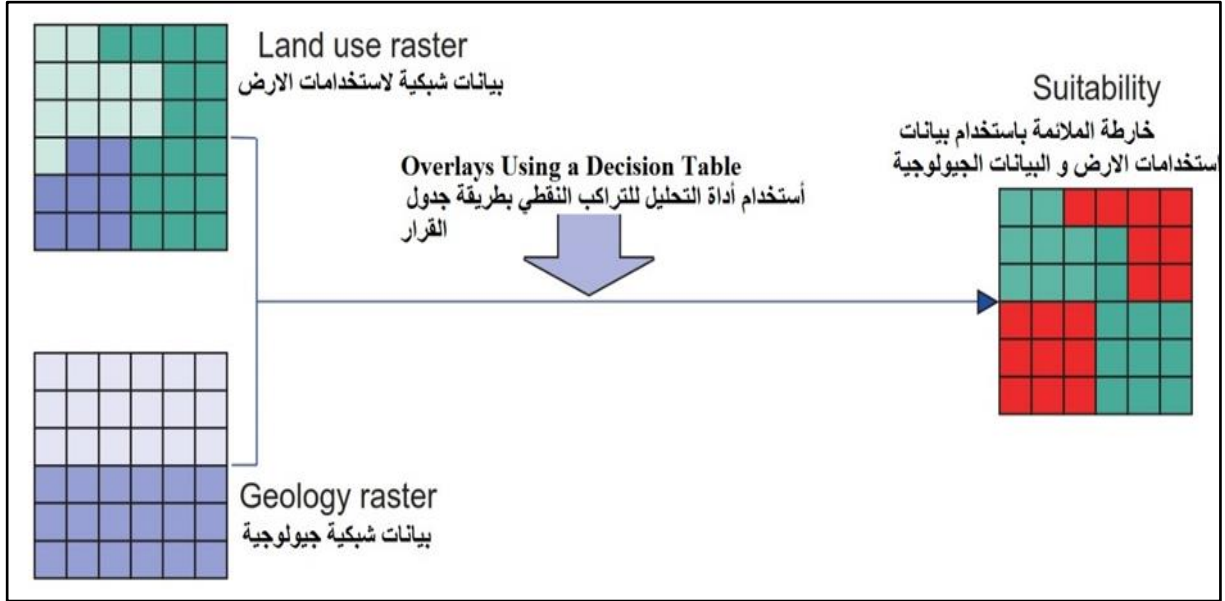 Land use raster
بيانات شبكية لاستخدامات الارض
Suitability
خارطة الملائمة باستخدام بيانات
استخدامات الارض و البيانات الجيولوجية
Overlays Using a Decision Table
أستخدام أداة التحليل للتراكب النقطي بطريقة جدول
القرار
Geology raster
بيانات شبكية جيولوجية